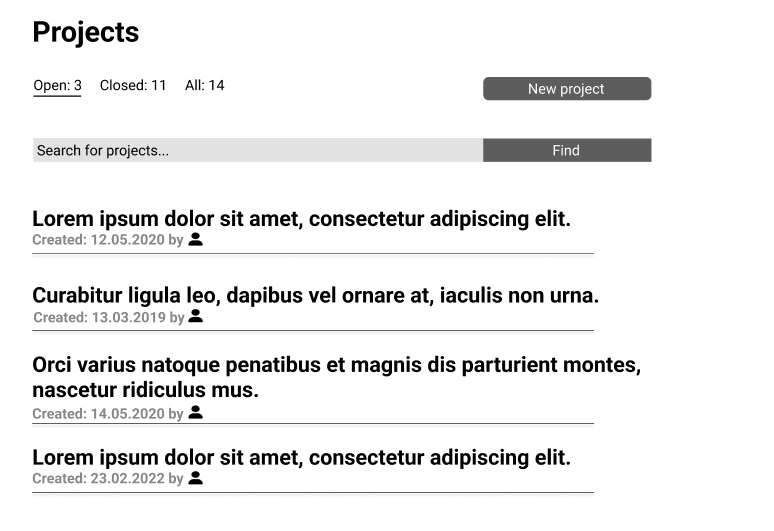 Projects
Open: 3 Closed: 11 All: 14
New project
Search for projects...
Find
Lorem ipsum dolor sit amet, consectetur adipiscing elit.
Created: 12.05.2020 by
Curabitur ligula leo, dapibus vel ornare at, iaculis non urna.
Created: 13.03.2019 by
Orci varius natoque penatibus et magnis dis parturient montes,
nascetur ridiculus mus.
Created: 14.05.2020 by
Lorem ipsum dolor sit amet, consectetur adipiscing elit.
Created: 23.02.2022 by